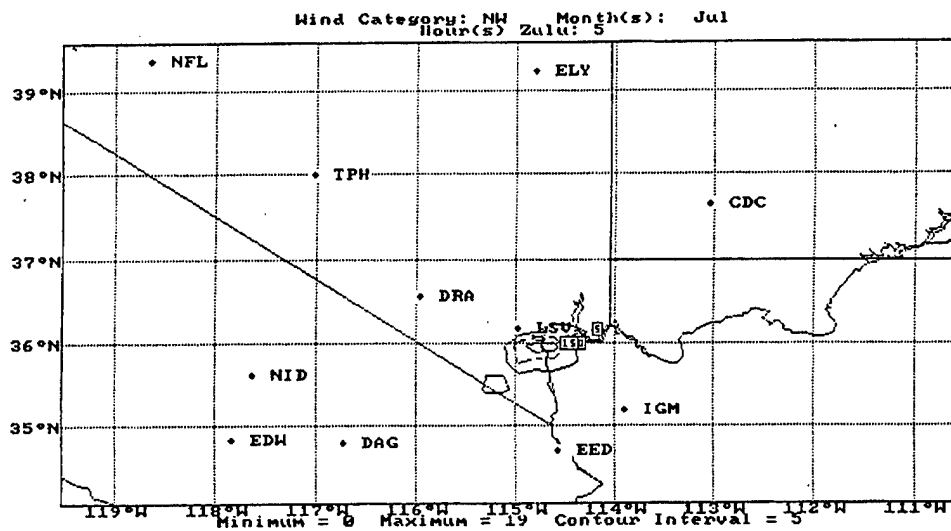 Wind Category: NW Month(s): Jul
Hour(s) Zulu: 5
NFL
ELY
39°N
38°N
TPH
CDC
37°N
DRA
LSV
5
36°N
NID
IGM
35°N
EDW
DAG
EED
119°W 118°W 117°W 116°W 115°W 114°W 113°W 112°W 111°W
Minimum = 0 Maximum = 19 Contour Interval = 5